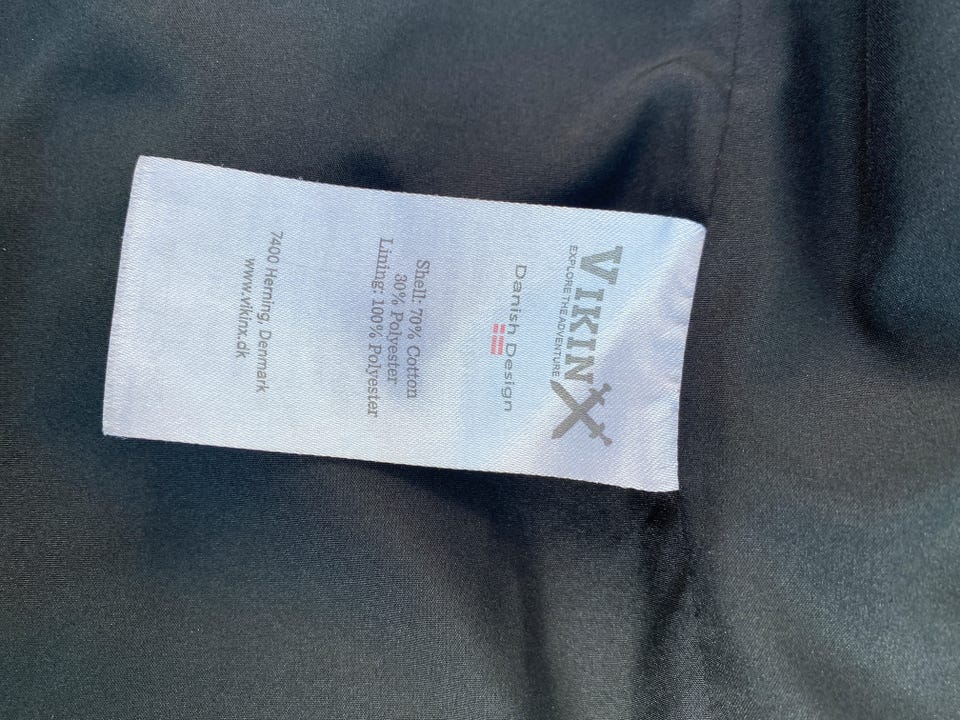 VIKINX
EXPLORE THE ADVENTURE
Danish Design
Shell: 70% Cotton
30% Polyester
Lining: 100% Polyester
7400 Herning, Denmark
www.vikinx.dk